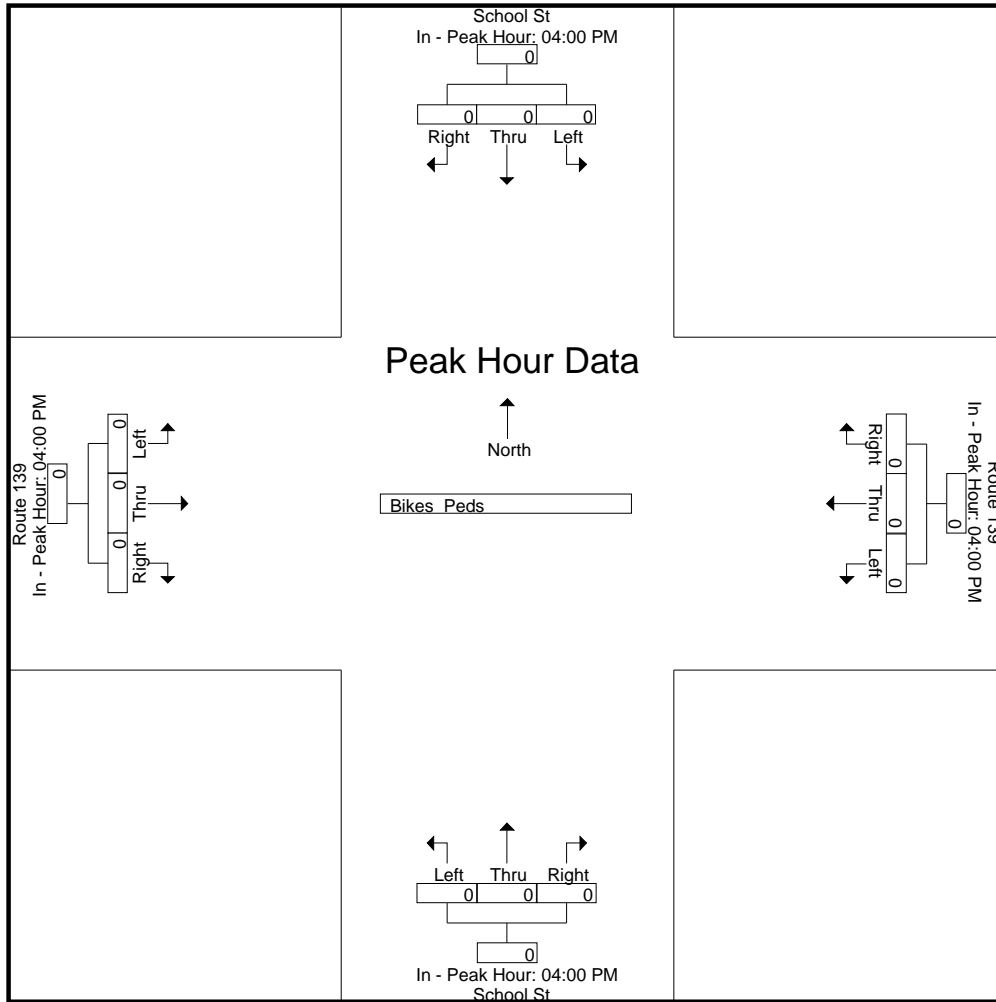 School St
In - Peak Hour: 04:00 PM
0
0 0 0
Right Thru Left
Peak Hour Data
North
Bikes Peds
Route 139
In - Peak Hour: 04:00 PM
0
0 0 0
Left Thru Right
Route 139
In - Peak Hour: 04:00 PM
0
0 0 0
Right Thru Left
Left Thru Right
0 0 0
0
In - Peak Hour: 04:00 PM
School St